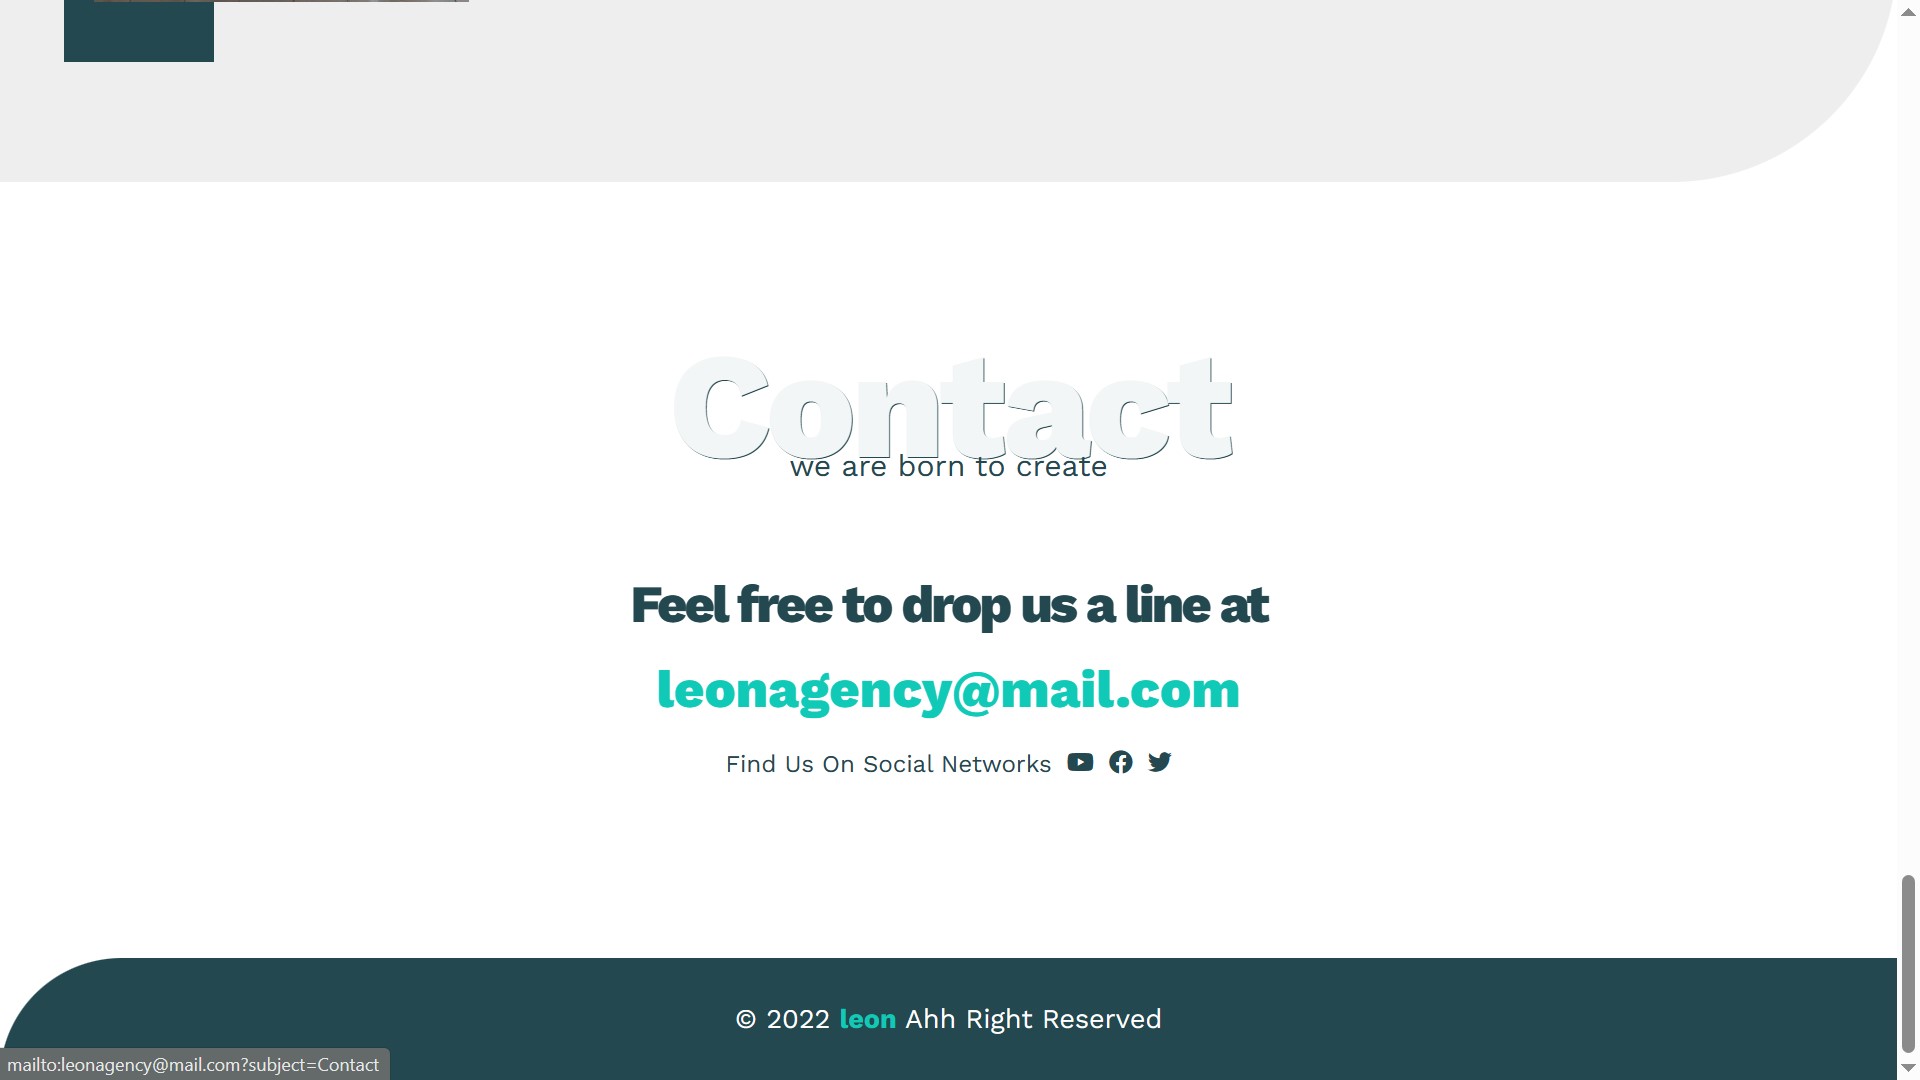 Contact
we are born to create
Feel free to drop us a line at
leonagency@mail.com
Find Us On Social Networks
© 2022 leon Ahh Right Reserved
mailto:leonagency@mail.com?subject=Contact